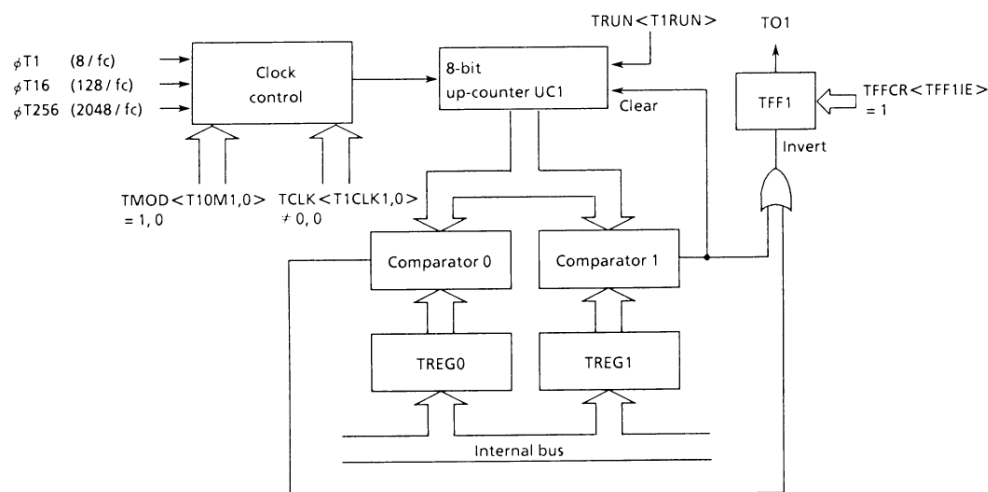 TRUN<T1RUN>
TO1
φT1 (8/fc)
φT16 (128/fc)
φT256 (2048/fc)
Clock
control
8-bit
up-counter UC1
Clear
TFF1
TFFCR<TFF1IE>
= 1
Invert
TMOD<T10M1,0>
= 1, 0
TCLK<T1CLK1,0>
≠ 0, 0
Comparator 0
Comparator 1
TREG0
TREG1
Internal bus